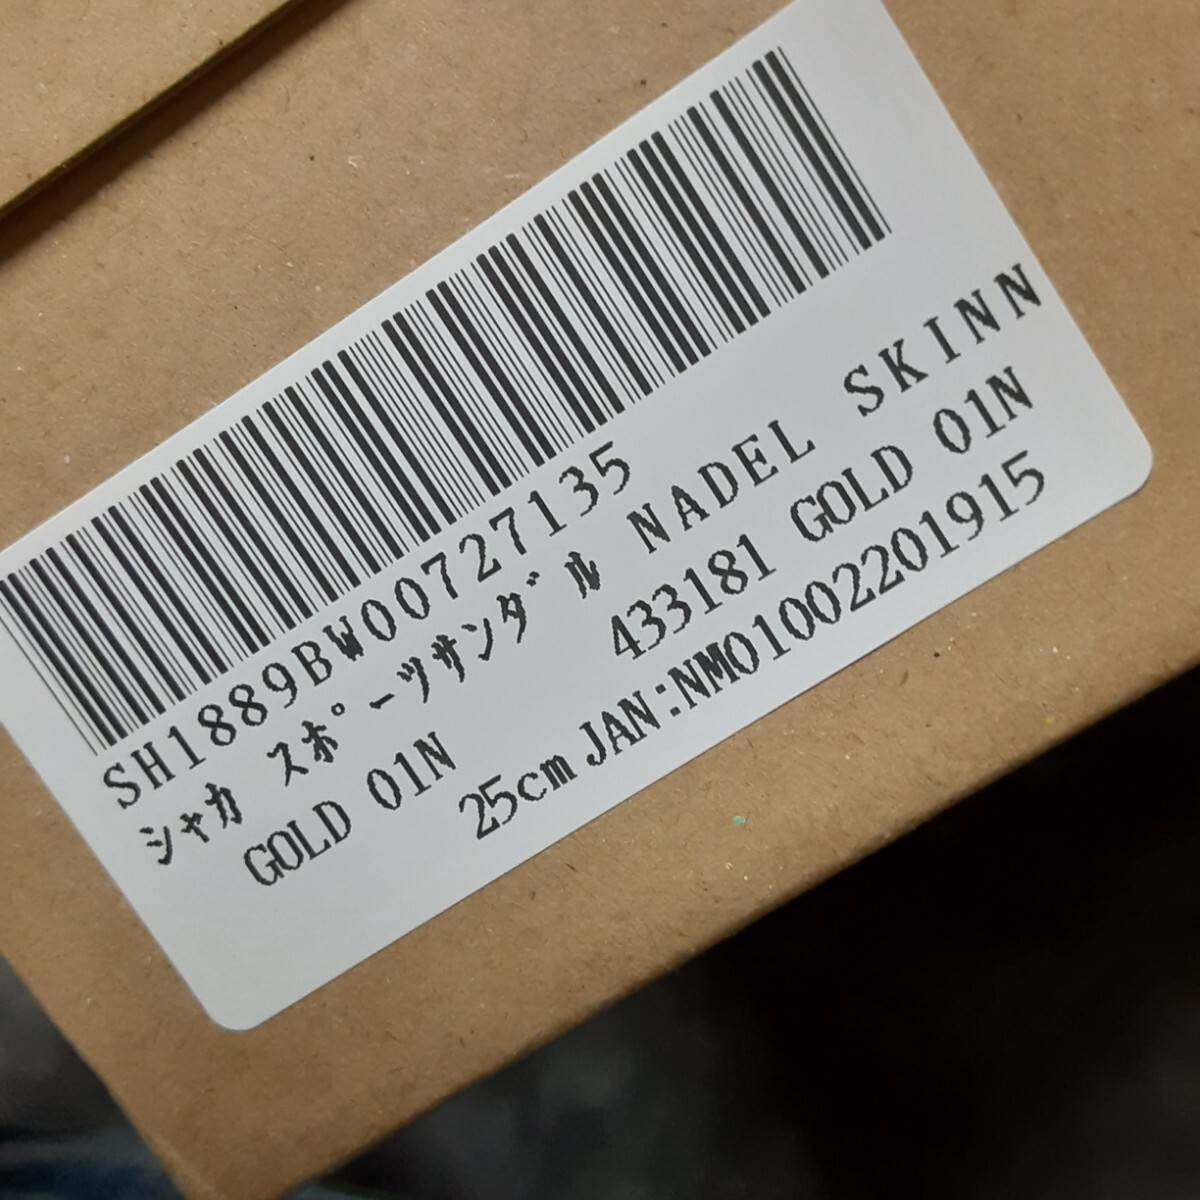 SH1889BW00727135
ｼｬｶ ｽﾎﾟｰﾂｻﾝﾀﾞﾙ NADEL SKINN
GOLD 01N 433181 GOLD 01N
25cm JAN:NM01002201915